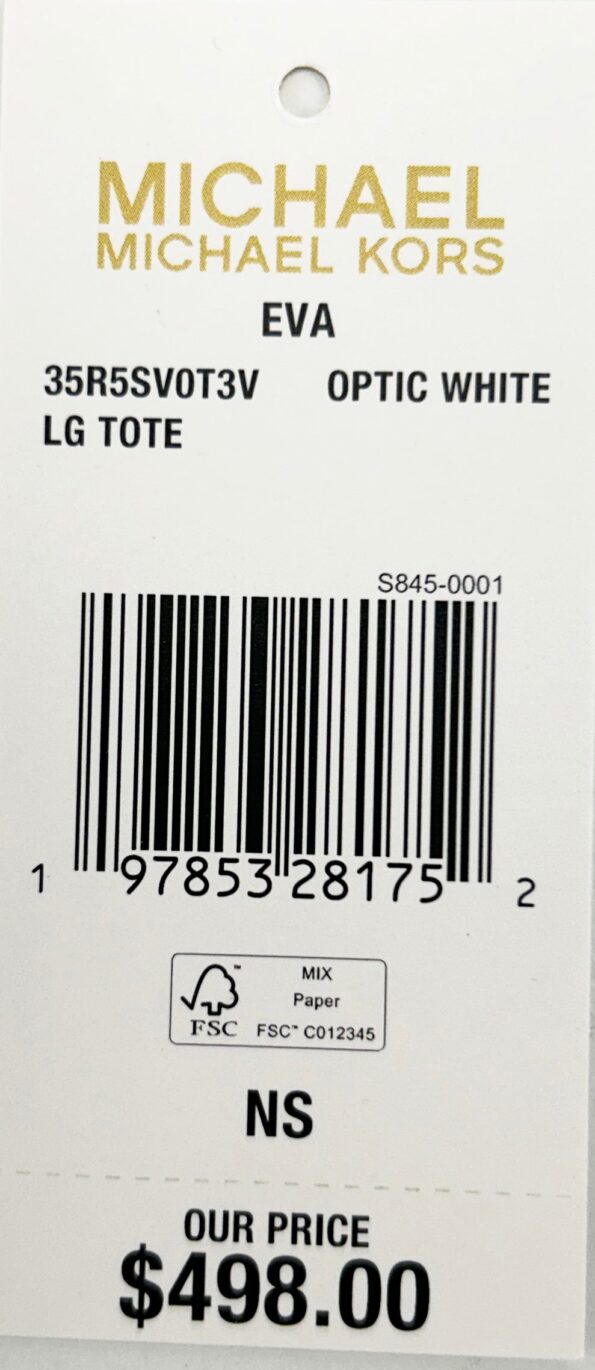 MICHAEL
MICHAEL KORS
EVA
35R5SV0T3V OPTIC WHITE
LG TOTE
S845-0001
1 97853 28175 2
MIX
Paper
FSC™ C012345
™
FSC
NS
OUR PRICE
$498.00